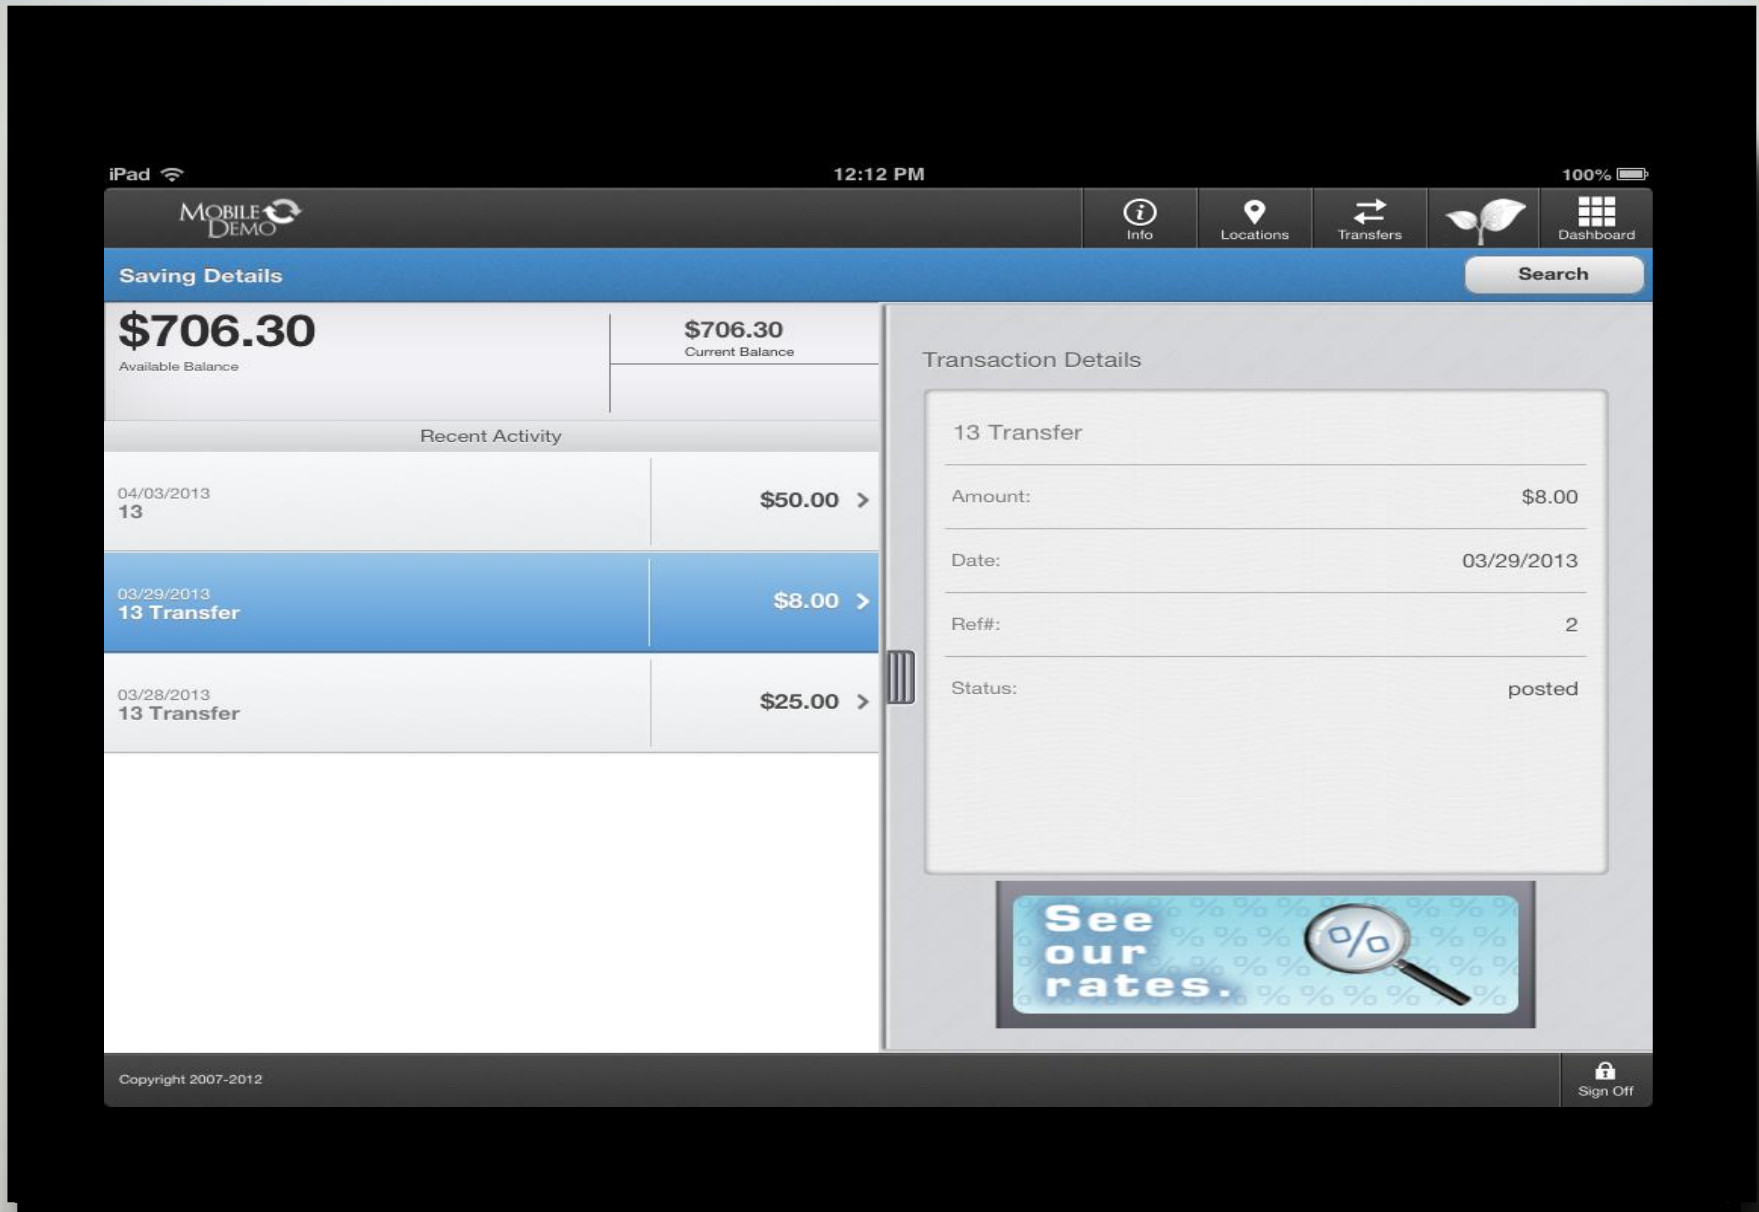 iPad 12:12 PM 100%
MOBILE
DEMO
Info Locations Transfers Dashboard
Saving Details Search
$706.30
Available Balance
$706.30
Current Balance
Recent Activity
04/03/2013
13
$50.00
03/29/2013
13 Transfer
$8.00
03/28/2013
13 Transfer
$25.00
Transaction Details
13 Transfer
Amount: $8.00
Date: 03/29/2013
Ref#: 2
Status: posted
See
our
rates.
%
Copyright 2007-2012
Sign Off